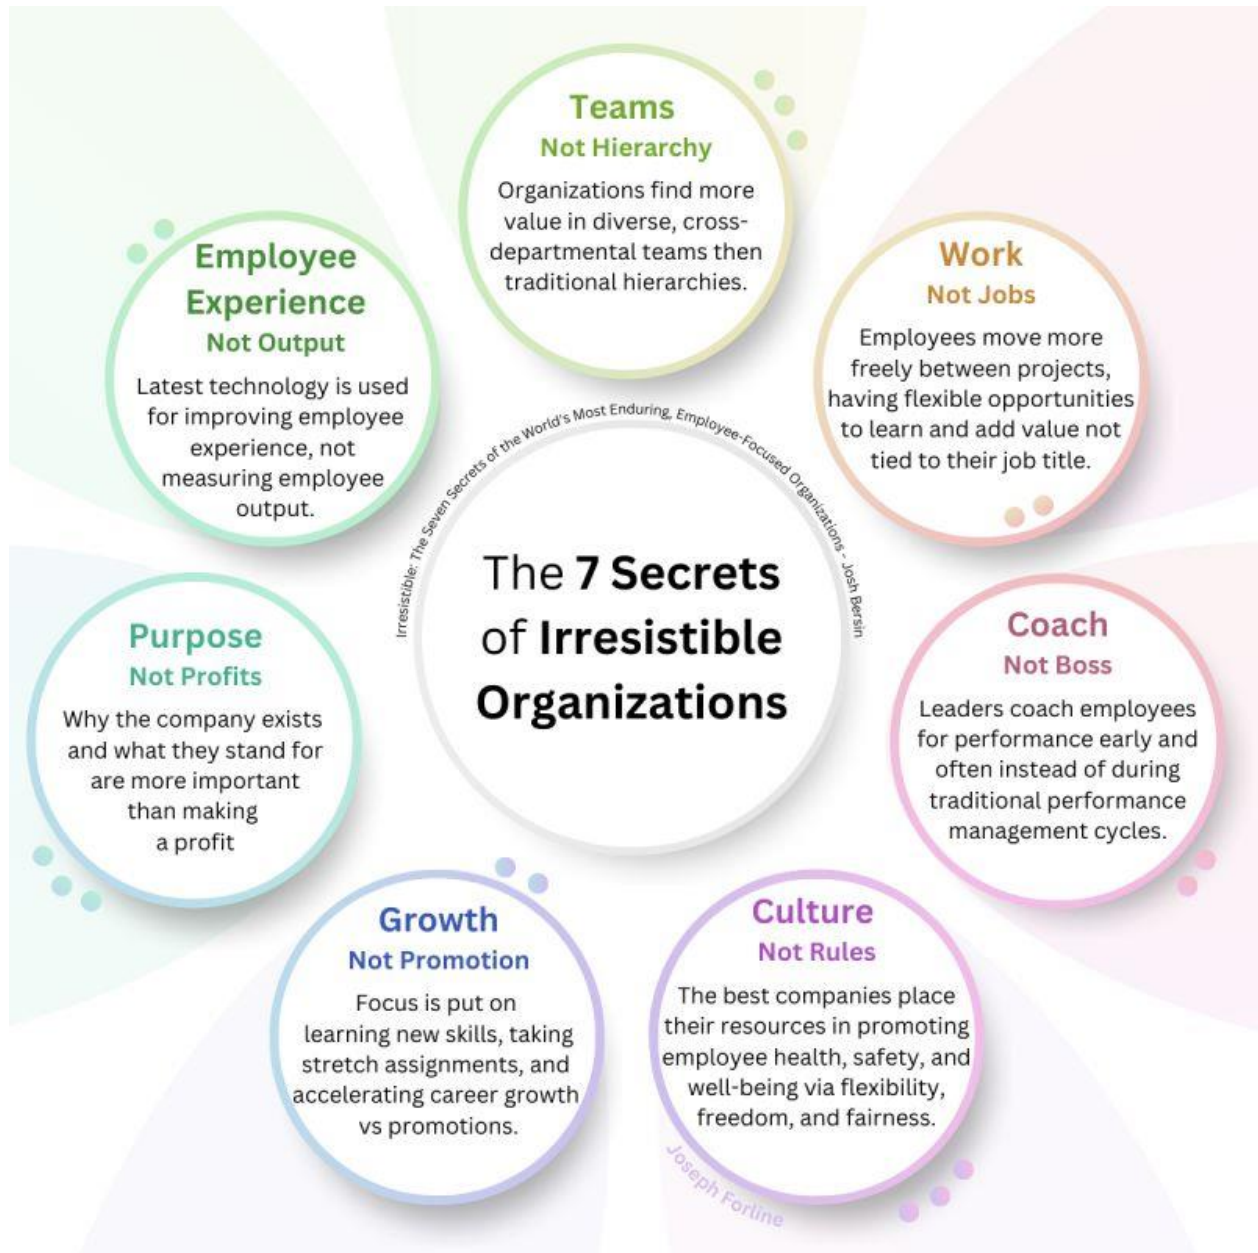 Teams
Not Hierarchy
Organizations find more
value in diverse, cross-
departmental teams then
traditional hierarchies.
Work
Not Jobs
Employees move more
freely between projects,
having flexible opportunities
to learn and add value not
tied to their job title.
Coach
Not Boss
Leaders coach employees
for performance early and
often instead of during
traditional performance
management cycles.
Culture
Not Rules
The best companies place
their resources in promoting
employee health, safety, and
well-being via flexibility,
freedom, and fairness.
Growth
Not Promotion
Focus is put on
learning new skills, taking
stretch assignments, and
accelerating career growth
vs promotions.
Purpose
Not Profits
Why the company exists
and what they stand for
are more important
than making
a profit
Employee
Experience
Not Output
Latest technology is used
for improving employee
experience, not
measuring employee
output.
Irresistible: The Seven Secrets of the World's Most Enduring, Employee-Focused Organizations - Josh Bersin
The 7 Secrets
of Irresistible
Organizations
Joseph Forline